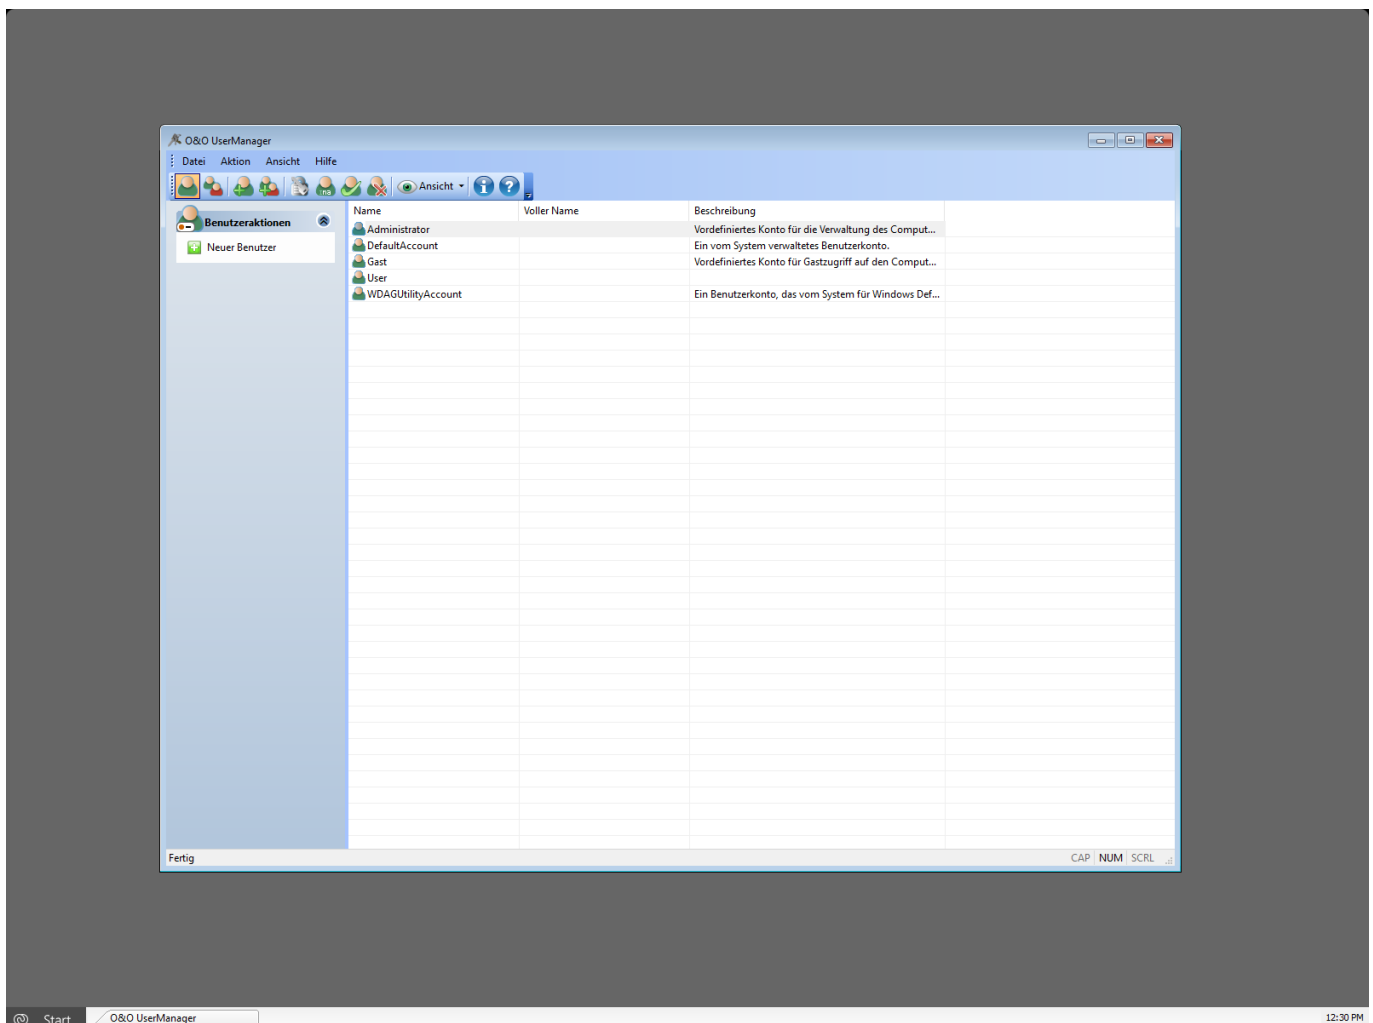 O&O UserManager
Datei Aktion Ansicht Hilfe
Ansicht
Benutzeraktionen
Neuer Benutzer
Name Voller Name Beschreibung
Administrator Vordefiniertes Konto für die Verwaltung des Comput...
DefaultAccount Ein vom System verwaltetes Benutzerkonto.
Gast Vordefiniertes Konto für Gastzugriff auf den Comput...
User
WDAGUtilityAccount Ein Benutzerkonto, das vom System für Windows Def...
Fertig CAP NUM SCRL
Start O&O UserManager 12:30 PM